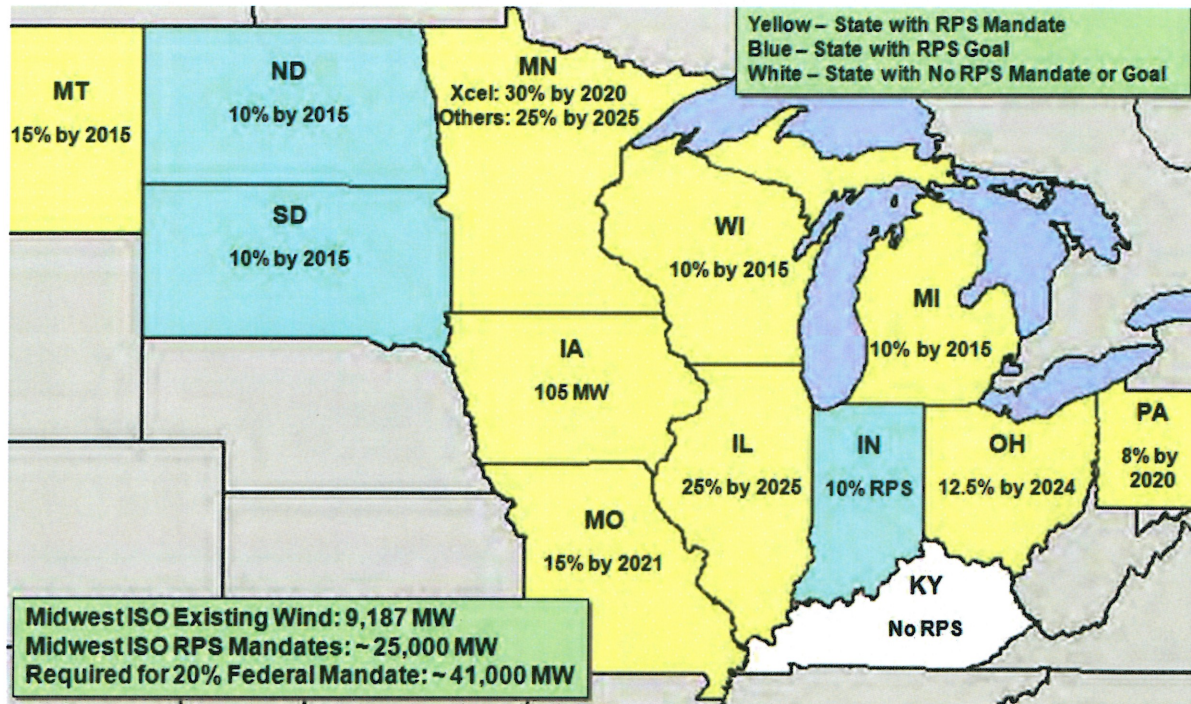 Yellow – State with RPS Mandate
Blue – State with RPS Goal
White – State with No RPS Mandate or Goal
MT
15% by 2015
ND
10% by 2015
MN
Xcel: 30% by 2020
Others: 25% by 2025
SD
10% by 2015
WI
10% by 2015
MI
10% by 2015
IA
105 MW
IL
25% by 2025
IN
10% RPS
OH
12.5% by 2024
PA
8% by
2020
MO
15% by 2021
KY
No RPS
Midwest ISO Existing Wind: 9,187 MW
Midwest ISO RPS Mandates: ~ 25,000 MW
Required for 20% Federal Mandate: ~ 41,000 MW